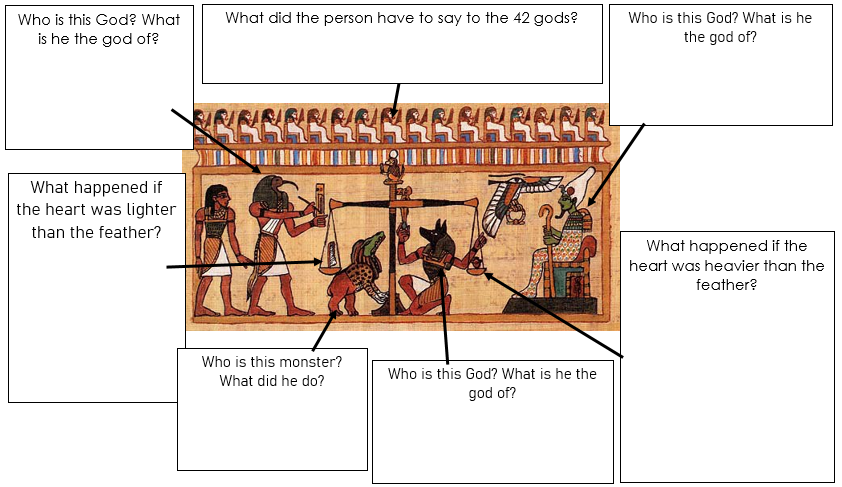 Who is this God? What
is he the god of?
What did the person have to say to the 42 gods?
Who is this God? What is he
the god of?
What happened if
the heart was lighter
than the feather?
What happened if the
heart was heavier than the
feather?
Who is this monster?
What did he do?
Who is this God? What is he the
god of?